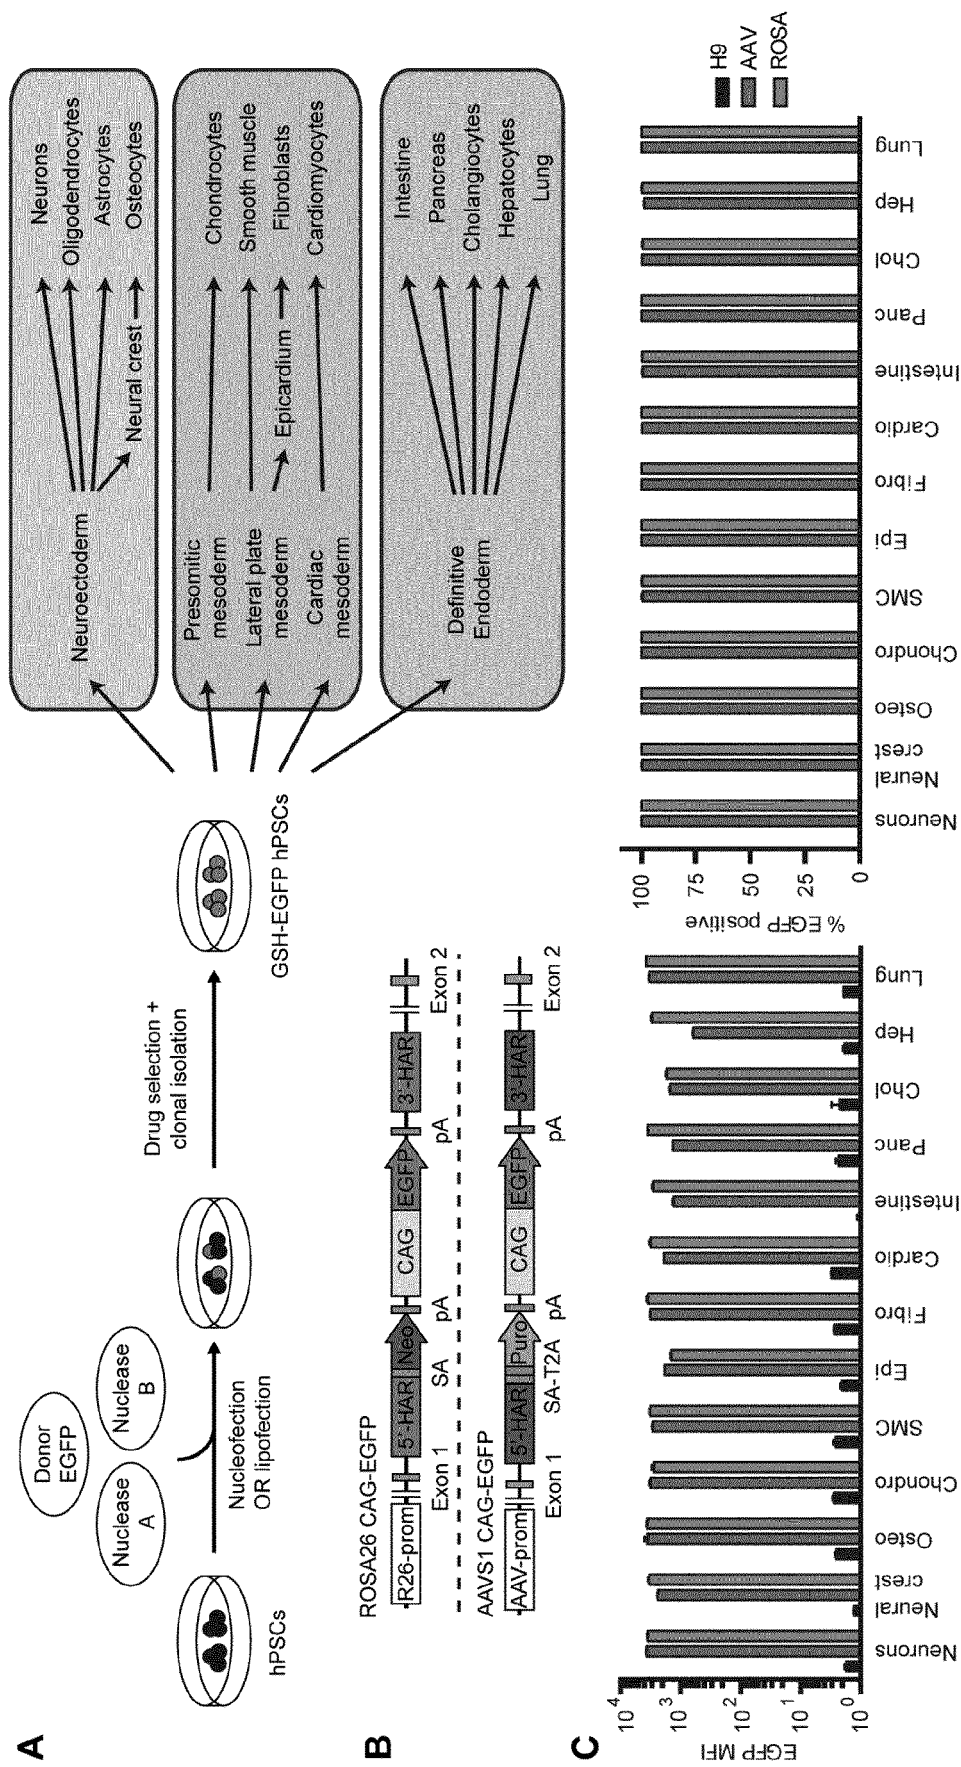 A
Donor
EGFP
Nuclease
A
Nuclease
B
hPSCs
Nucleofection
OR lipofection
Drug selection +
clonal isolation
GSH-EGFP hPSCs
Neuroectoderm
Neural crest
Neurons
Oligodendrocytes
Astrocytes
Osteocytes
Presomitic
mesoderm
Lateral plate
mesoderm
Cardiac
mesoderm
Epicardium
Chondrocytes
Smooth muscle
Fibroblasts
Cardiomyocytes
Definitive
Endoderm
Intestine
Pancreas
Cholangiocytes
Hepatocytes
Lung
B
ROSA26 CAG-EGFP
R26-prom
5'-HAR
Neo
CAG
EGFP
3'-HAR
Exon 1
SA
pA
pA
Exon 2
AAVS1 CAG-EGFP
AAV-prom
5'-HAR
Puro
CAG
EGFP
3'-HAR
Exon 1
SA-T2A
pA
pA
Exon 2
C
EGFP MFI
10^4
10^3
10^2
10^1
10^0
Neurons
Neural
crest
Osteo
Chondro
SMC
Epi
Fibro
Cardio
Intestine
Panc
Chol
Hep
Lung
% EGFP positive
100
75
50
25
0
Neurons
Neural
crest
Osteo
Chondro
SMC
Epi
Fibro
Cardio
Intestine
Panc
Chol
Hep
Lung
H9
AAV
ROSA